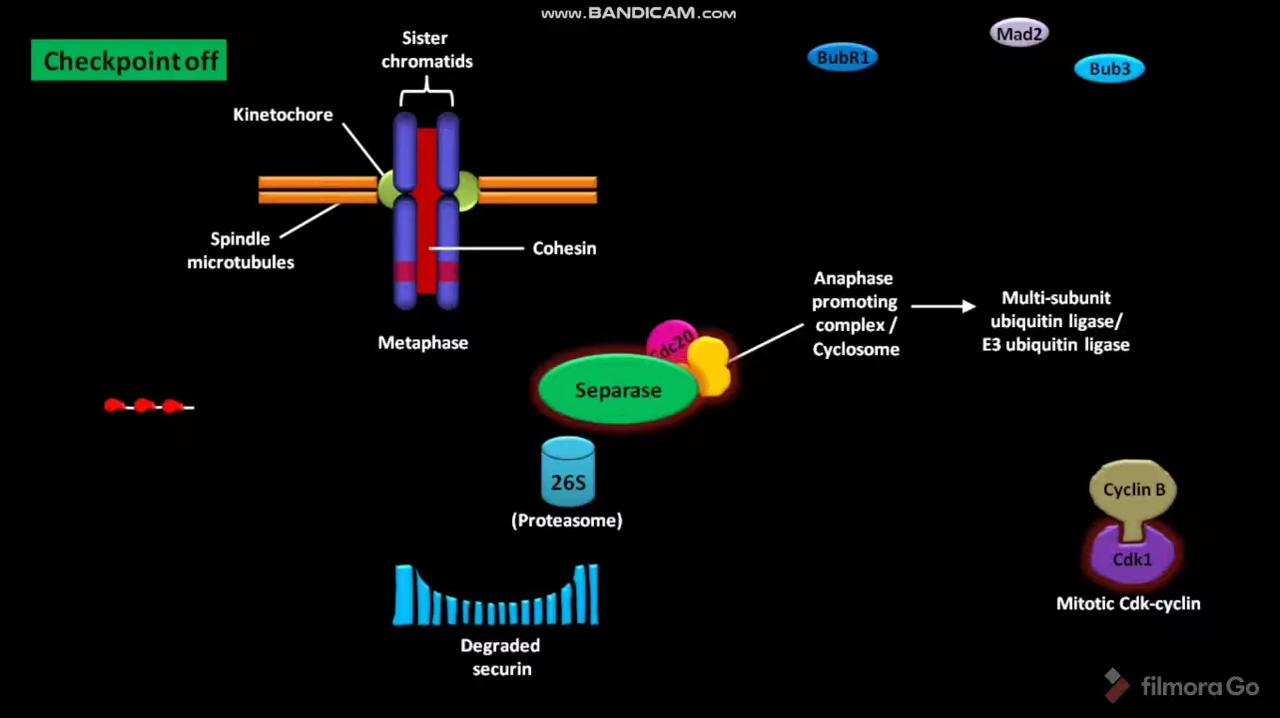 www.BANDICAM.com
Checkpoint off
Sister
chromatids
Kinetochore
BubR1
Mad2
Bub3
Spindle
microtubules
Cohesin
Metaphase
Anaphase
promoting
complex /
Cyclosome
Multi-subunit
ubiquitin ligase/
E3 ubiquitin ligase
Cdc20
Separase
26S
(Proteasome)
Cyclin B
Cdk1
Mitotic Cdk-cyclin
Degraded
securin
filmora Go